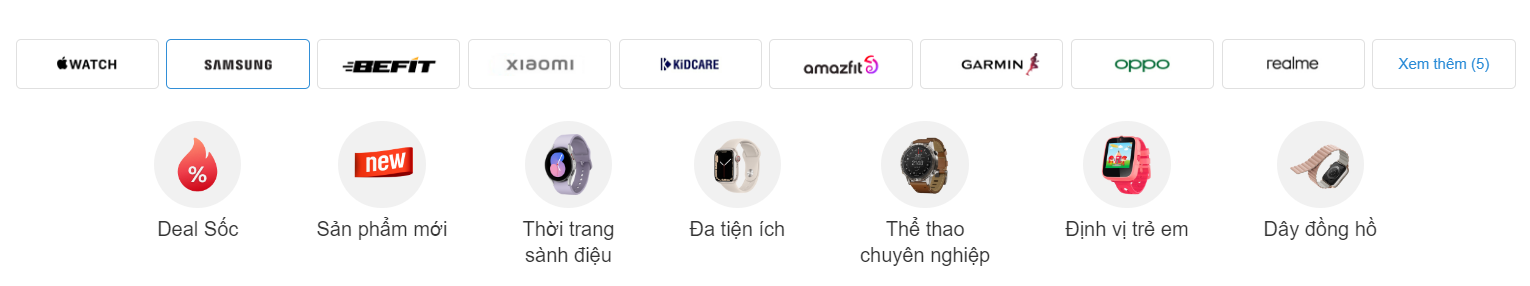 WATCH
SAMSUNG
BEFIT
xiaomi
KiDCARE
amazfit
GARMIN
oppo
realme
Xem thêm (5)
%
new
Deal Sốc
Sản phẩm mới
Thời trang
sành điệu
Đa tiện ích
Thể thao
chuyên nghiệp
Định vị trẻ em
Dây đồng hồ